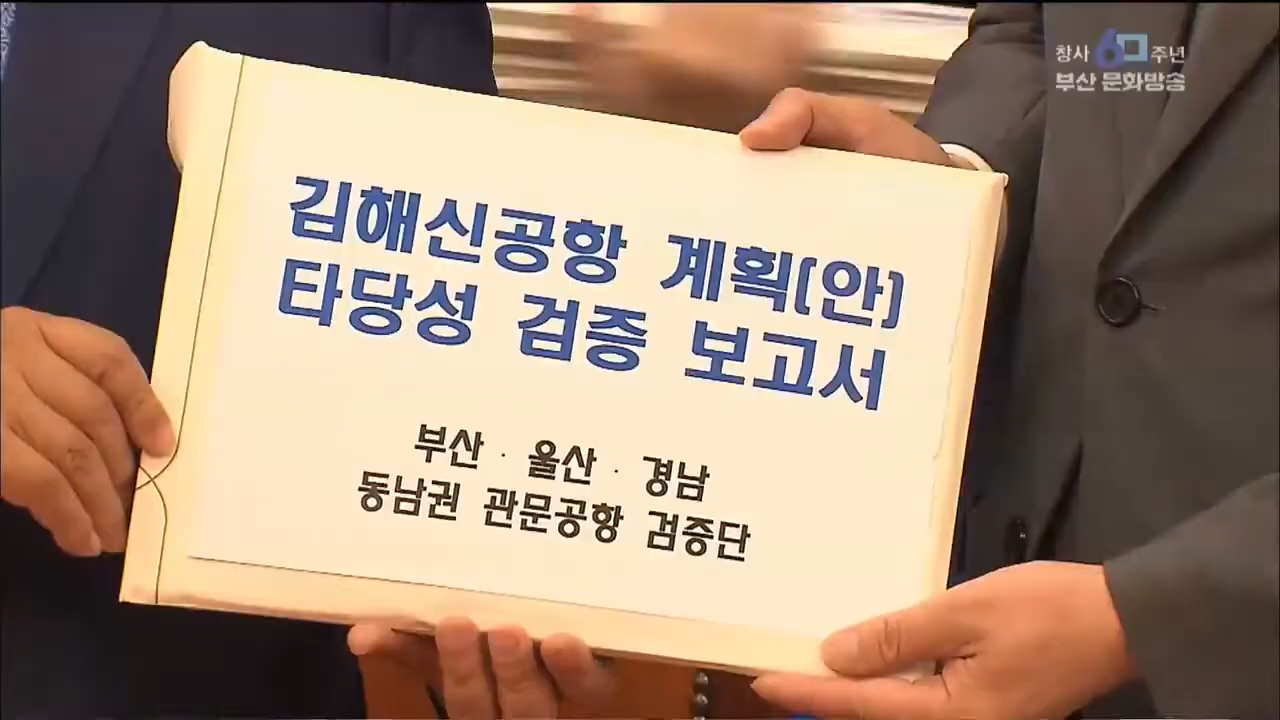 창사 60 주년
부산 문화방송
김해신공항 계획(안)
타당성 검증 보고서
부산 · 울산 · 경남
동남권 관문공항 검증단